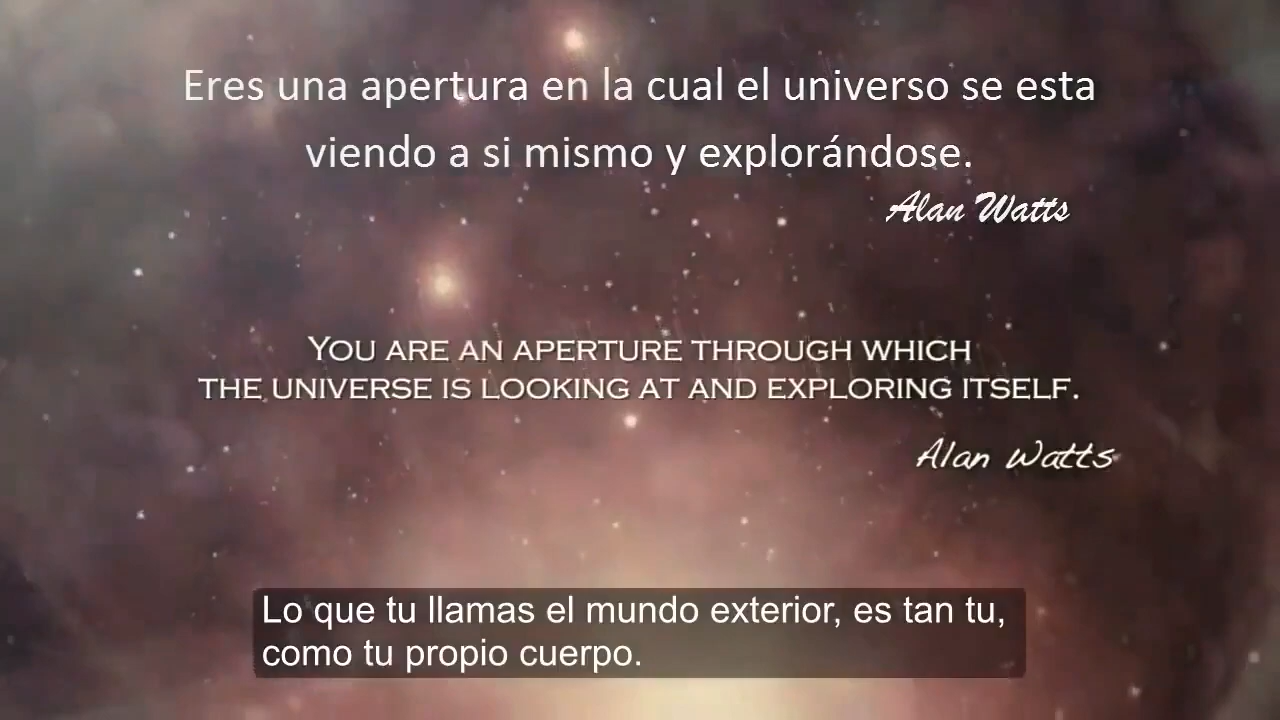 Eres una apertura en la cual el universo se esta
viendo a si mismo y explorándose.
Alan Watts
YOU ARE AN APERTURE THROUGH WHICH
THE UNIVERSE IS LOOKING AT AND EXPLORING ITSELF.
Alan Watts
Lo que tu llamas el mundo exterior, es tan tu,
como tu propio cuerpo.